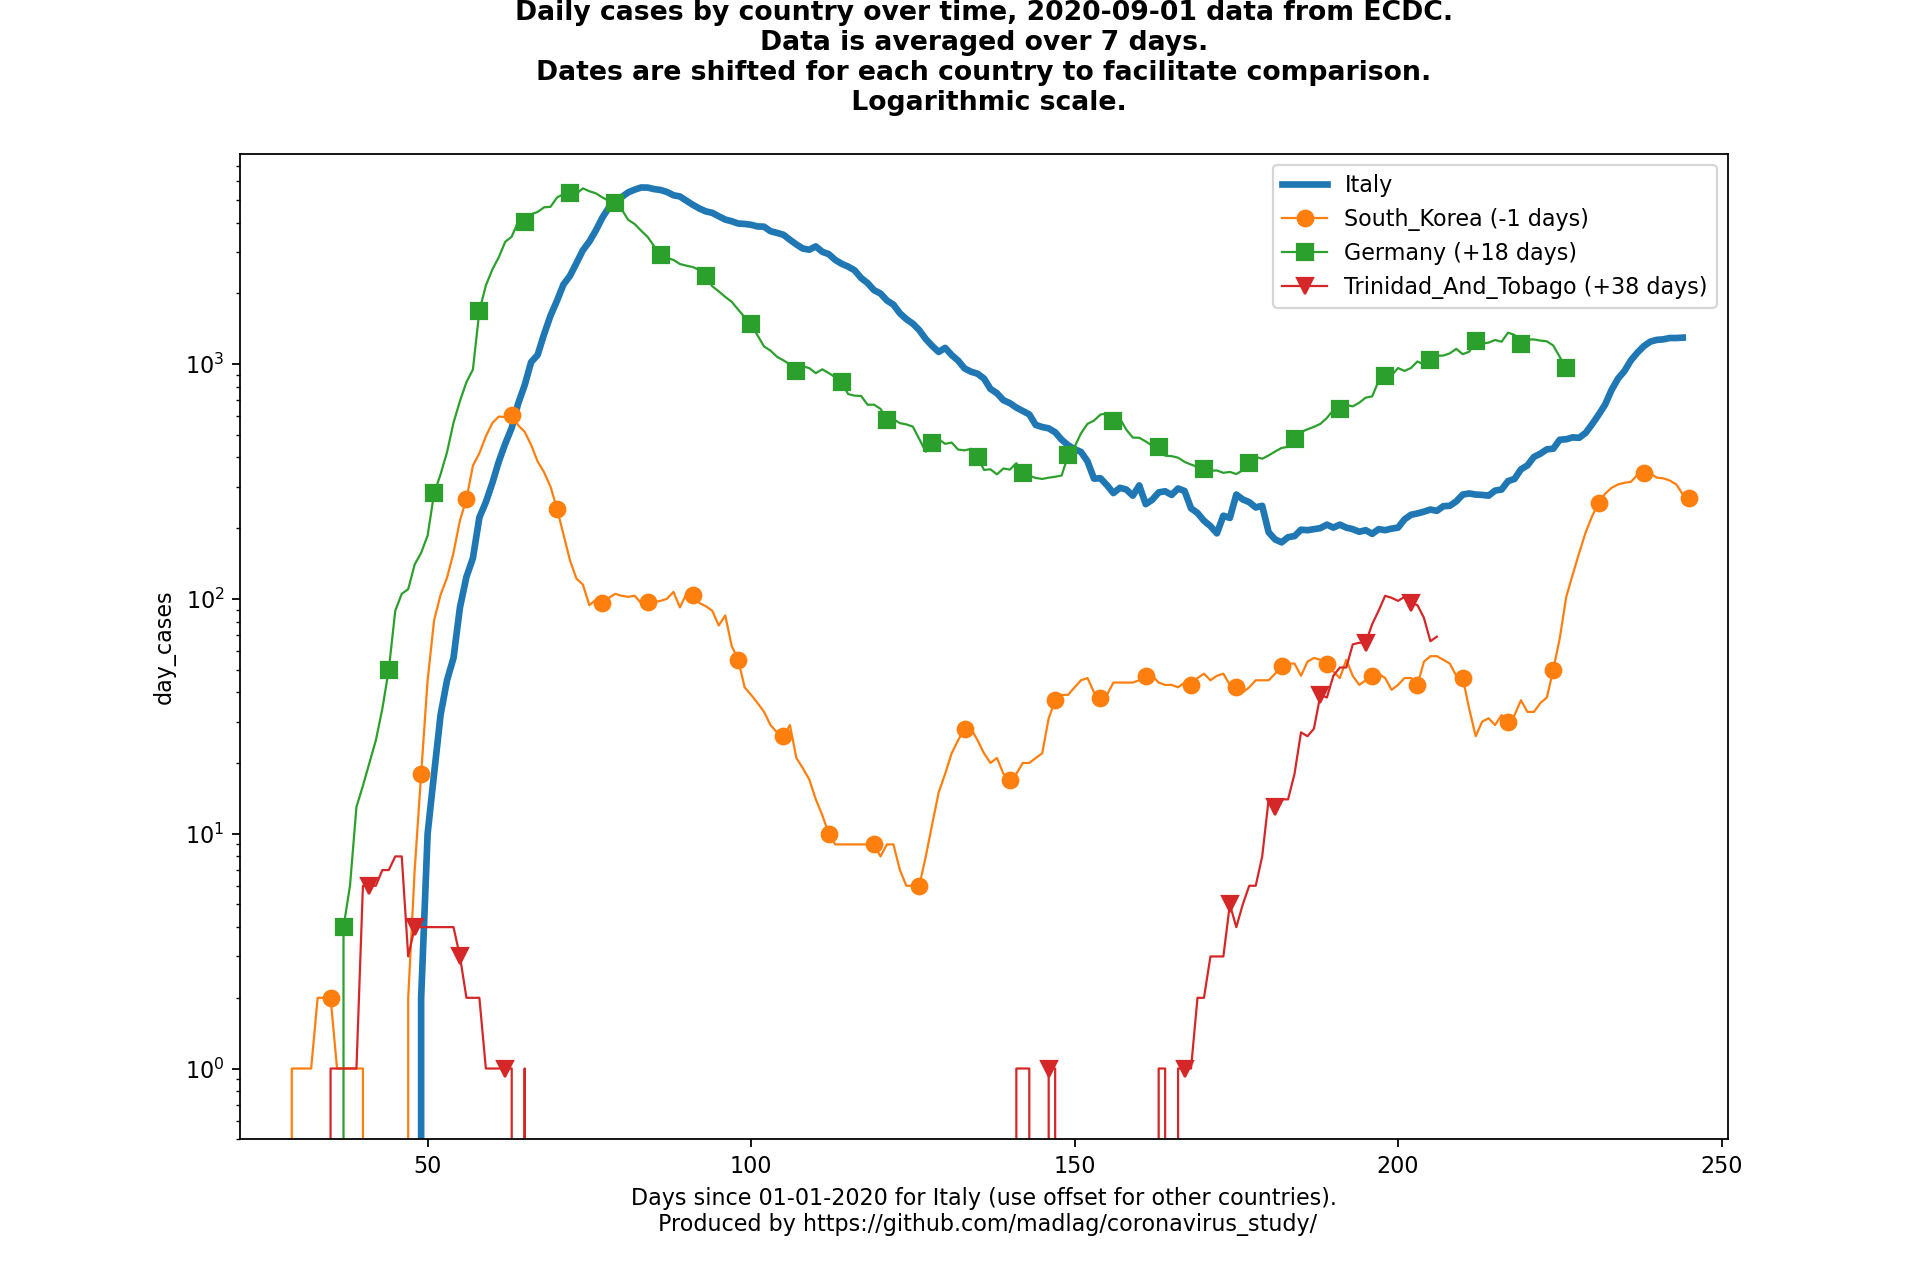 Daily cases by country over time, 2020-09-01 data from ECDC.
Data is averaged over 7 days.
Dates are shifted for each country to facilitate comparison.
Logarithmic scale.
Italy
South_Korea (-1 days)
Germany (+18 days)
Trinidad_And_Tobago (+38 days)
day_cases
10³
10²
10¹
10⁰
50
100
150
200
250
Days since 01-01-2020 for Italy (use offset for other countries).
Produced by https://github.com/madlag/coronavirus_study/